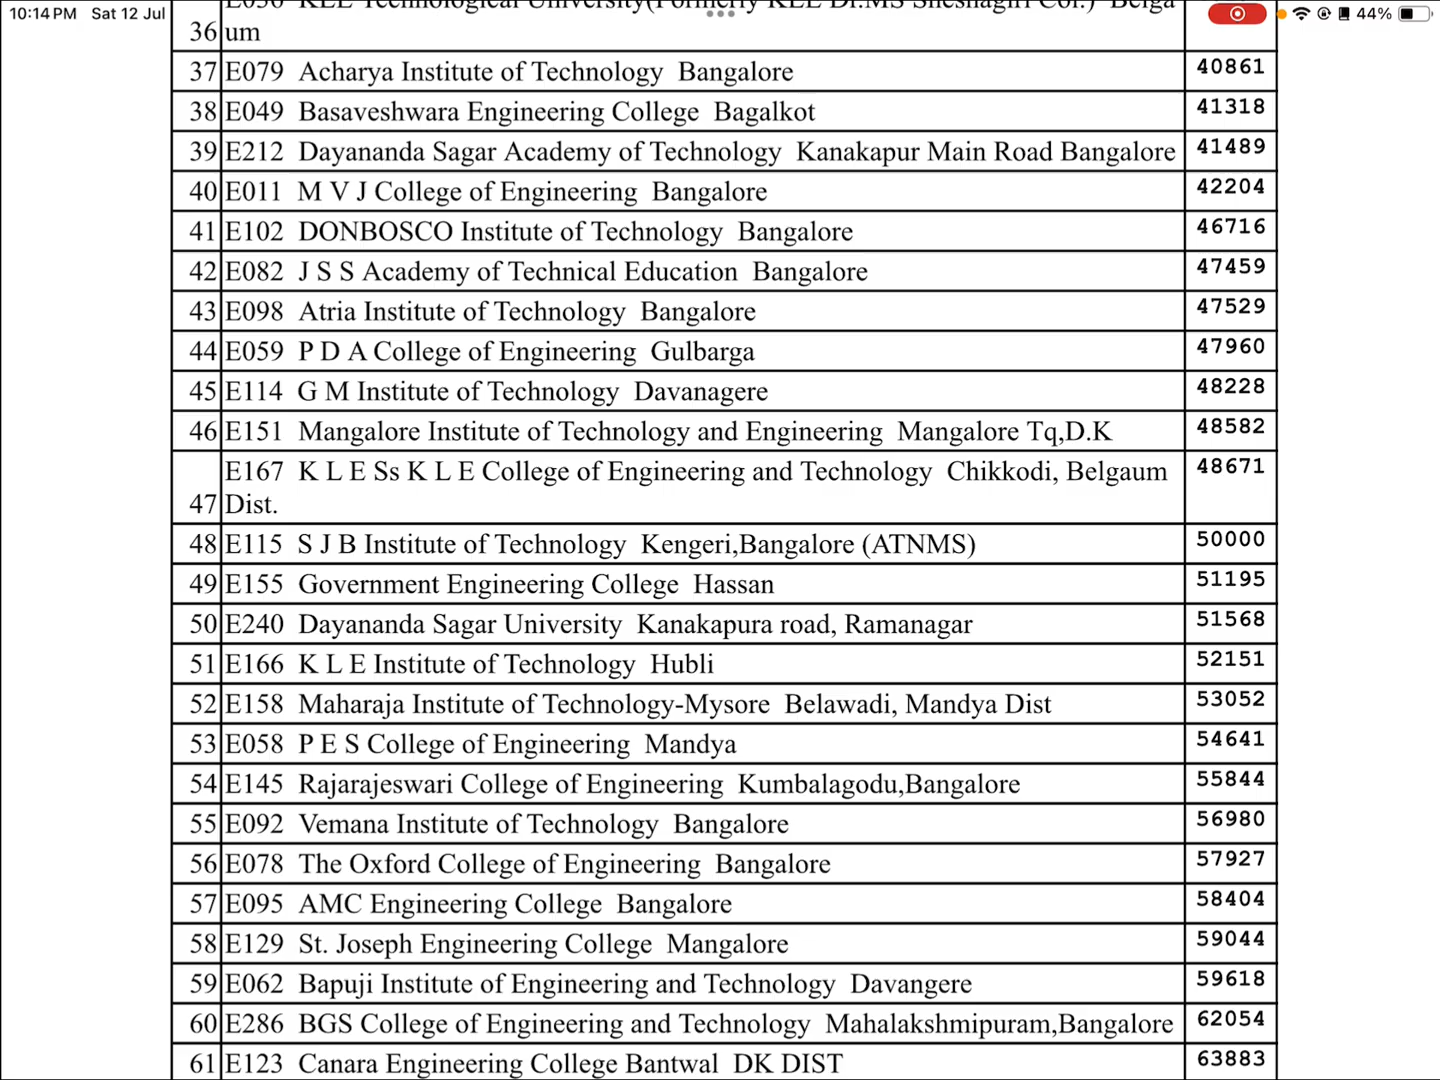 10:14 PM Sat 12 Jul
44%
E030 KLE Technological University(Formerly KLE Dr.MS Sheshagiri Col.) Belga
36 um
37 E079 Acharya Institute of Technology Bangalore 40861
38 E049 Basaveshwara Engineering College Bagalkot 41318
39 E212 Dayananda Sagar Academy of Technology Kanakapur Main Road Bangalore 41489
40 E011 M V J College of Engineering Bangalore 42204
41 E102 DONBOSCO Institute of Technology Bangalore 46716
42 E082 J S S Academy of Technical Education Bangalore 47459
43 E098 Atria Institute of Technology Bangalore 47529
44 E059 P D A College of Engineering Gulbarga 47960
45 E114 G M Institute of Technology Davanagere 48228
46 E151 Mangalore Institute of Technology and Engineering Mangalore Tq,D.K 48582
E167 K L E Ss K L E College of Engineering and Technology Chikkodi, Belgaum 48671
47 Dist.
48 E115 S J B Institute of Technology Kengeri,Bangalore (ATNMS) 50000
49 E155 Government Engineering College Hassan 51195
50 E240 Dayananda Sagar University Kanakapura road, Ramanagar 51568
51 E166 K L E Institute of Technology Hubli 52151
52 E158 Maharaja Institute of Technology-Mysore Belawadi, Mandya Dist 53052
53 E058 P E S College of Engineering Mandya 54641
54 E145 Rajarajeswari College of Engineering Kumbalagodu,Bangalore 55844
55 E092 Vemana Institute of Technology Bangalore 56980
56 E078 The Oxford College of Engineering Bangalore 57927
57 E095 AMC Engineering College Bangalore 58404
58 E129 St. Joseph Engineering College Mangalore 59044
59 E062 Bapuji Institute of Engineering and Technology Davangere 59618
60 E286 BGS College of Engineering and Technology Mahalakshmipuram,Bangalore 62054
61 E123 Canara Engineering College Bantwal DK DIST 63883